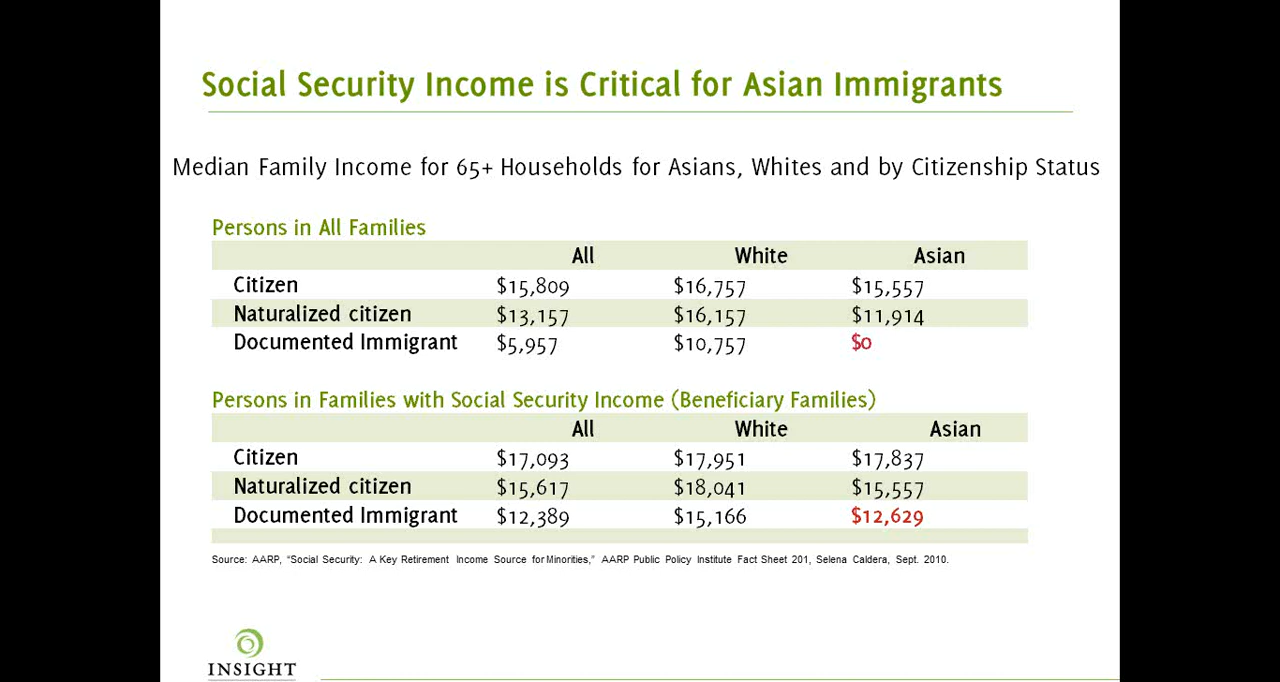 Social Security Income is Critical for Asian Immigrants
Median Family Income for 65+ Households for Asians, Whites and by Citizenship Status
Persons in All Families
All White Asian
Citizen $15,809 $16,757 $15,557
Naturalized citizen $13,157 $16,157 $11,914
Documented Immigrant $5,957 $10,757 $0
Persons in Families with Social Security Income (Beneficiary Families)
All White Asian
Citizen $17,093 $17,951 $17,837
Naturalized citizen $15,617 $18,041 $15,557
Documented Immigrant $12,389 $15,166 $12,629
Source: AARP, “Social Security: A Key Retirement Income Source for Minorities,” AARP Public Policy Institute Fact Sheet 201, Selena Caldera, Sept. 2010.
INSIGHT